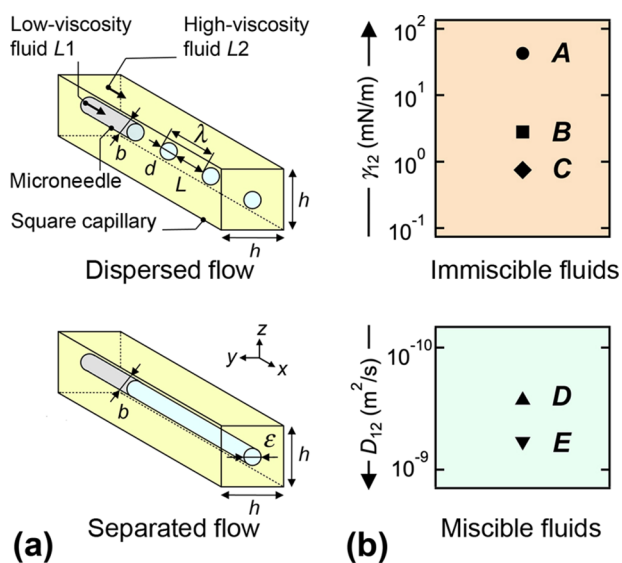 Low-viscosity
fluid L1
High-viscosity
fluid L2
λ
b
d
L
Microneedle
Square capillary
h
h
Dispersed flow
z
y
x
b
ε
h
h
Separated flow
(a)
10²
10¹
10⁰
10⁻¹
γ₁₂ (mN/m)
A
B
C
Immiscible fluids
10⁻¹⁰
10⁻⁹
D₁₂ (m²/s)
D
E
Miscible fluids
(b)